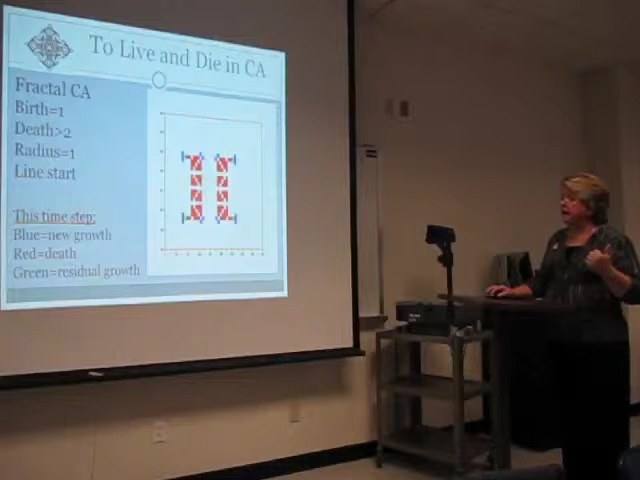 To Live and Die in CA
Fractal CA
Birth=1
Death>2
Radius=1
Line start
This time step:
Blue=new growth
Red=death
Green=residual growth